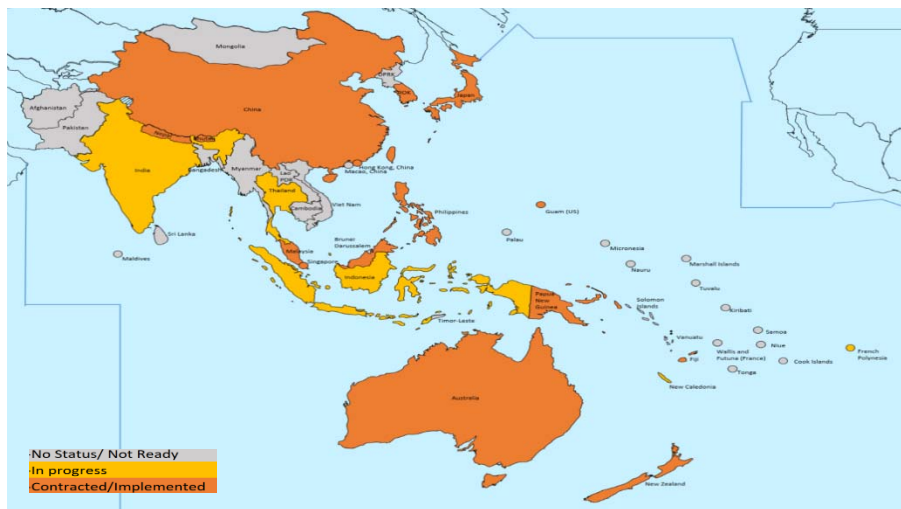 Mongolia
Afghanistan
Pakistan
China
DPRK
ROK
Japan
Nepal
Bhutan
India
Bangladesh
Myanmar
Lao
PDR
Hong Kong, China
Macao, China
Thailand
Viet Nam
Cambodia
Philippines
Guam (US)
Sri Lanka
Maldives
Palau
Micronesia
Brunei
Darussalem
Malaysia
Singapore
Nauru
Marshall Islands
Indonesia
Tuvalu
Papua
New
Guinea
Kiribati
Solomon
Islands
Timor-Leste
Samoa
Vanuatu
Niue
Wallis and
Futuna (France)
French
Polynesia
Fiji
Cook Islands
Tonga
New Caledonia
Australia
No Status/ Not Ready
In progress
Contracted/Implemented
New Zealand